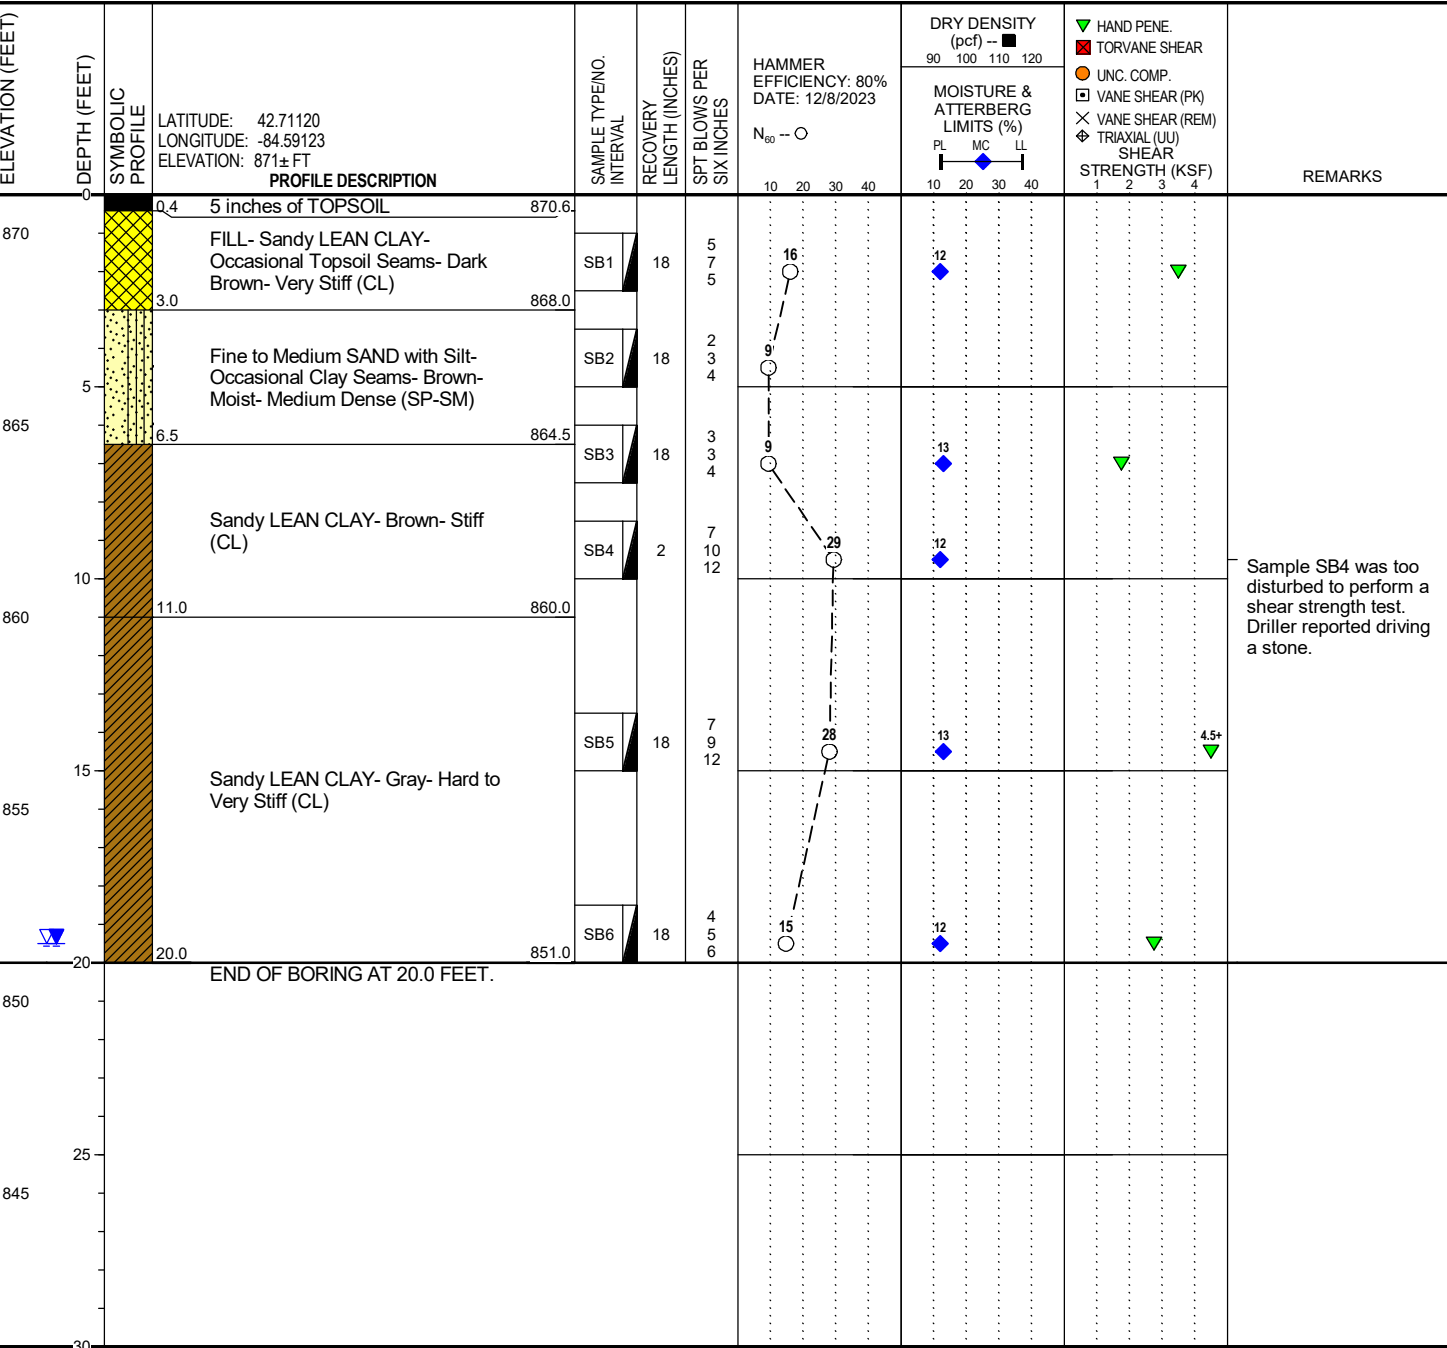 ELEVATION (FEET)
DEPTH (FEET)
SYMBOLIC
PROFILE
LATITUDE: 42.71120
LONGITUDE: -84.59123
ELEVATION: 871± FT
PROFILE DESCRIPTION
SAMPLE TYPE/NO.
INTERVAL
RECOVERY
LENGTH (INCHES)
SPT BLOWS PER
SIX INCHES
HAMMER
EFFICIENCY: 80%
DATE: 12/8/2023
N60 --
10 20 30 40
DRY DENSITY
(pcf) --
90 100 110 120
MOISTURE &
ATTERBERG
LIMITS (%)
PL MC LL
10 20 30 40
HAND PENE.
TORVANE SHEAR
UNC. COMP.
VANE SHEAR (PK)
VANE SHEAR (REM)
TRIAXIAL (UU)
SHEAR
STRENGTH (KSF)
1 2 3 4
REMARKS
0
0.4 5 inches of TOPSOIL 870.6
870
FILL- Sandy LEAN CLAY-
Occasional Topsoil Seams- Dark
Brown- Very Stiff (CL)
3.0 868.0
SB1 18
5
7
5
16
12
Fine to Medium SAND with Silt-
Occasional Clay Seams- Brown-
Moist- Medium Dense (SP-SM)
SB2 18
2
3
4
9
5
865
6.5 864.5
SB3 18
3
3
4
9
13
Sandy LEAN CLAY- Brown- Stiff
(CL)
SB4 2
7
10
12
29
12
Sample SB4 was too
disturbed to perform a
shear strength test.
Driller reported driving
a stone.
10
11.0 860.0
860
SB5 18
7
9
12
28
13
4.5+
15
Sandy LEAN CLAY- Gray- Hard to
Very Stiff (CL)
855
SB6 18
4
5
6
15
12
20.0 851.0
20
END OF BORING AT 20.0 FEET.
850
25
845
30